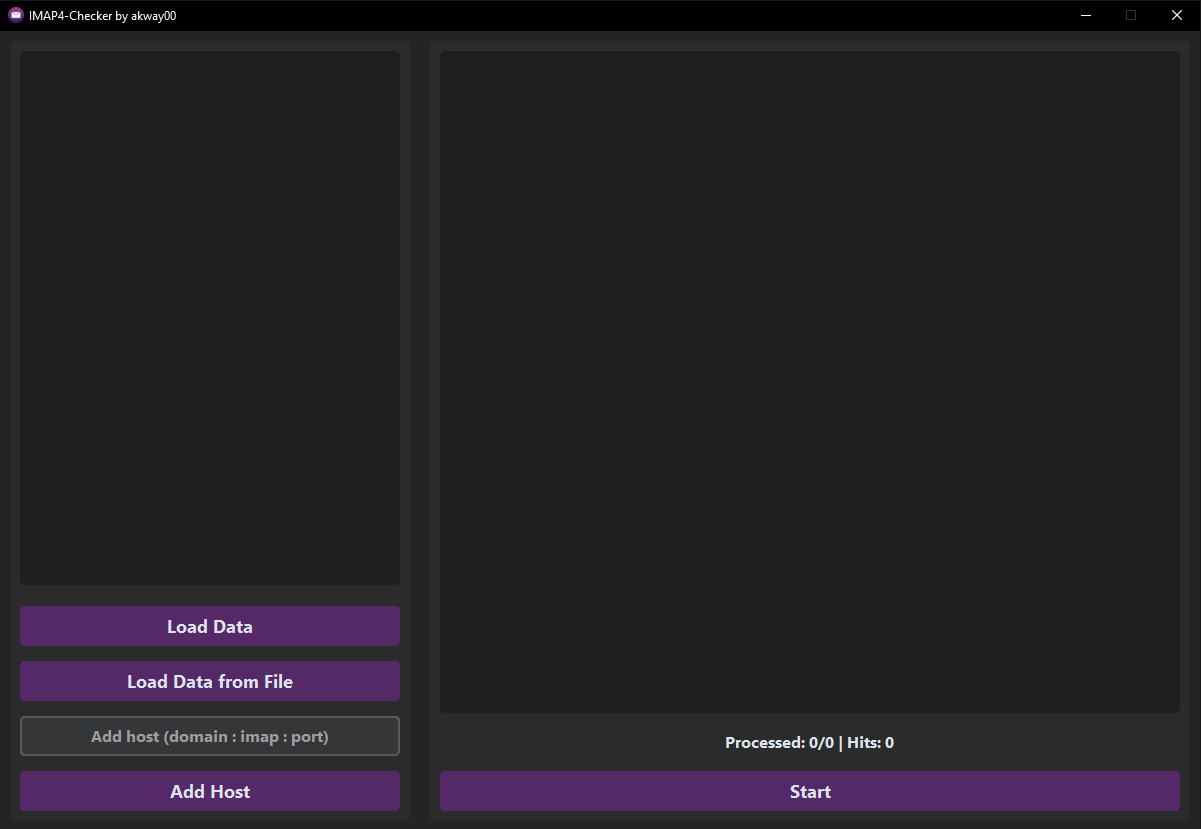 IMAP4-Checker by akway00
Load Data
Load Data from File
Add host (domain : imap : port)
Add Host
Processed: 0/0 | Hits: 0
Start